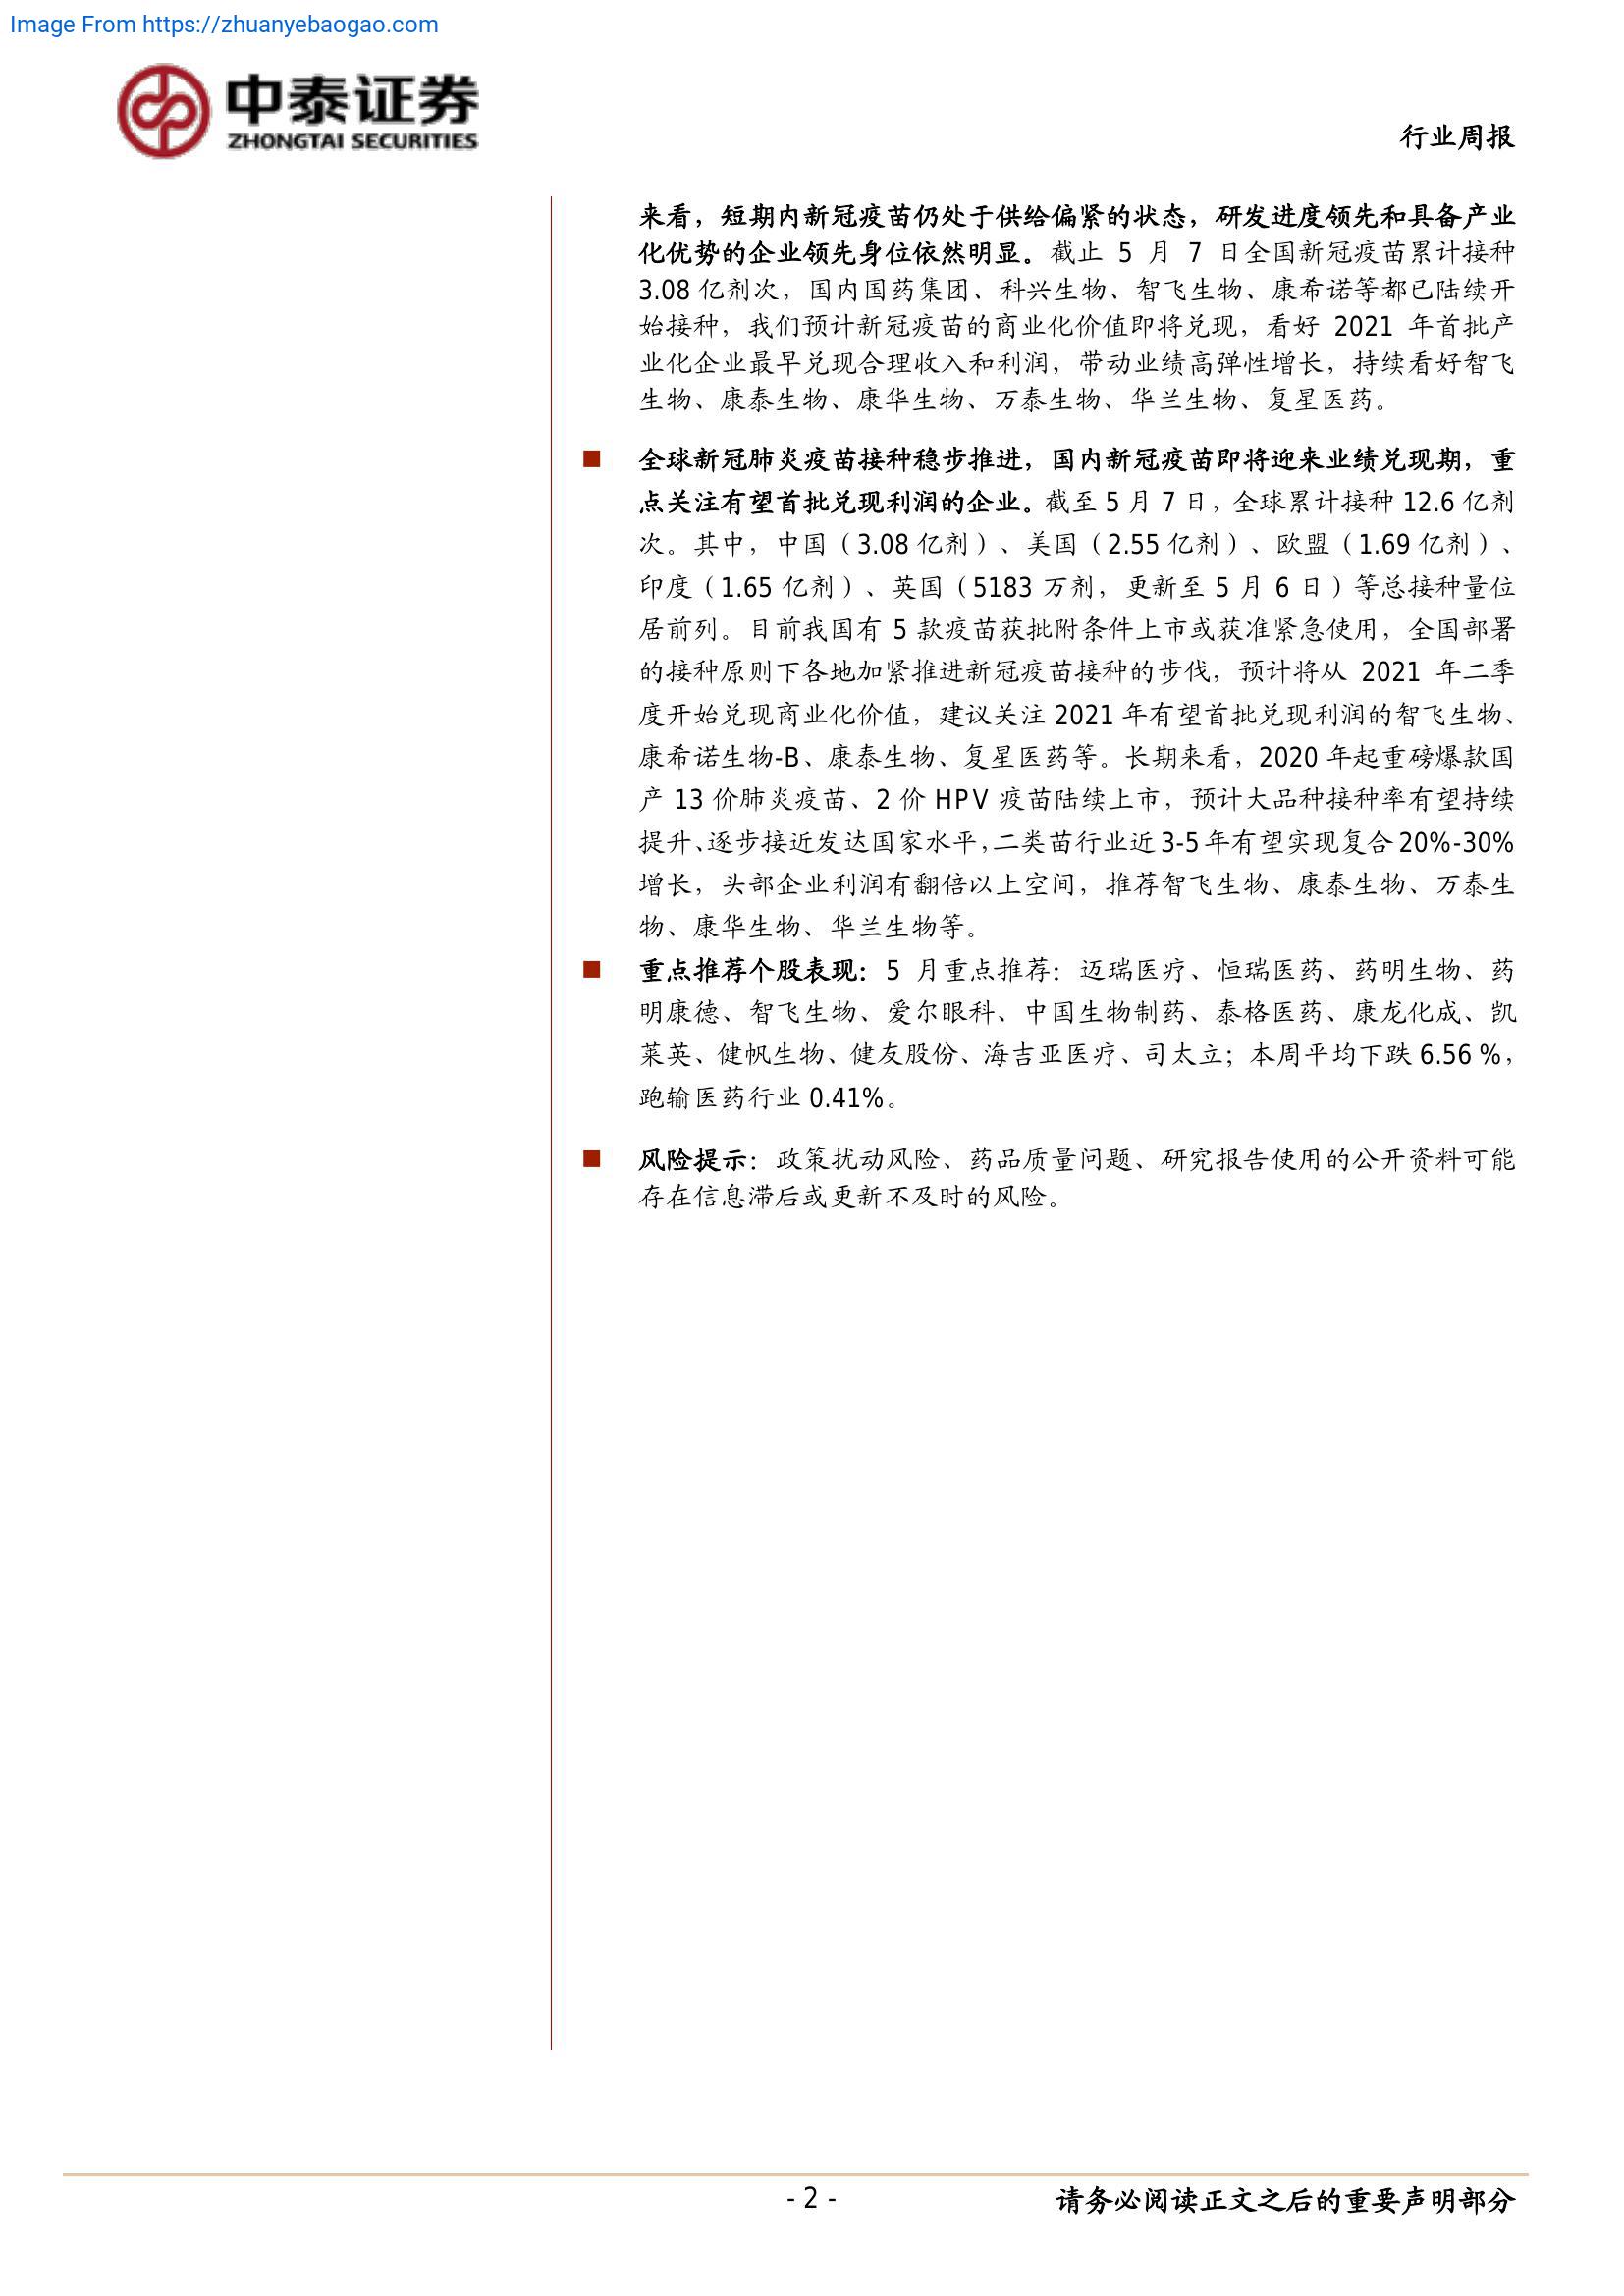 Image From https://zhuanyebaogao.com
中泰证券
ZHONGTAI SECURITIES
行业周报
来看，短期内新冠疫苗仍处于供给偏紧的状态，研发进度领先和具备产业
化优势的企业领先身位依然明显。截止 5 月 7 日全国新冠疫苗累计接种
3.08 亿剂次，国内国药集团、科兴生物、智飞生物、康希诺等都已陆续开
始接种，我们预计新冠疫苗的商业化价值即将兑现，看好 2021 年首批产
业化企业最早兑现合理收入和利润，带动业绩高弹性增长，持续看好智飞
生物、康泰生物、康华生物、万泰生物、华兰生物、复星医药。
■ 全球新冠肺炎疫苗接种稳步推进，国内新冠疫苗即将迎来业绩兑现期，重
点关注有望首批兑现利润的企业。截至 5 月 7 日，全球累计接种 12.6 亿剂
次。其中，中国（3.08 亿剂）、美国（2.55 亿剂）、欧盟（1.69 亿剂）、
印度（1.65 亿剂）、英国（5183 万剂，更新至 5 月 6 日）等总接种量位
居前列。目前我国有 5 款疫苗获批附条件上市或获准紧急使用，全国部署
的接种原则下各地加紧推进新冠疫苗接种的步伐，预计将从 2021 年二季
度开始兑现商业化价值，建议关注 2021 年有望首批兑现利润的智飞生物、
康希诺生物-B、康泰生物、复星医药等。长期来看，2020 年起重磅爆款国
产 13 价肺炎疫苗、2 价 HPV 疫苗陆续上市，预计大品种接种率有望持续
提升、逐步接近发达国家水平，二类苗行业近 3-5 年有望实现复合 20%-30%
增长，头部企业利润有翻倍以上空间，推荐智飞生物、康泰生物、万泰生
物、康华生物、华兰生物等。
■ 重点推荐个股表现：5 月重点推荐：迈瑞医疗、恒瑞医药、药明生物、药
明康德、智飞生物、爱尔眼科、中国生物制药、泰格医药、康龙化成、凯
莱英、健帆生物、健友股份、海吉亚医疗、司太立；本周平均下跌 6.56 %，
跑输医药行业 0.41%。
■ 风险提示：政策扰动风险、药品质量问题、研究报告使用的公开资料可能
存在信息滞后或更新不及时的风险。
- 2 -
请务必阅读正文之后的重要声明部分